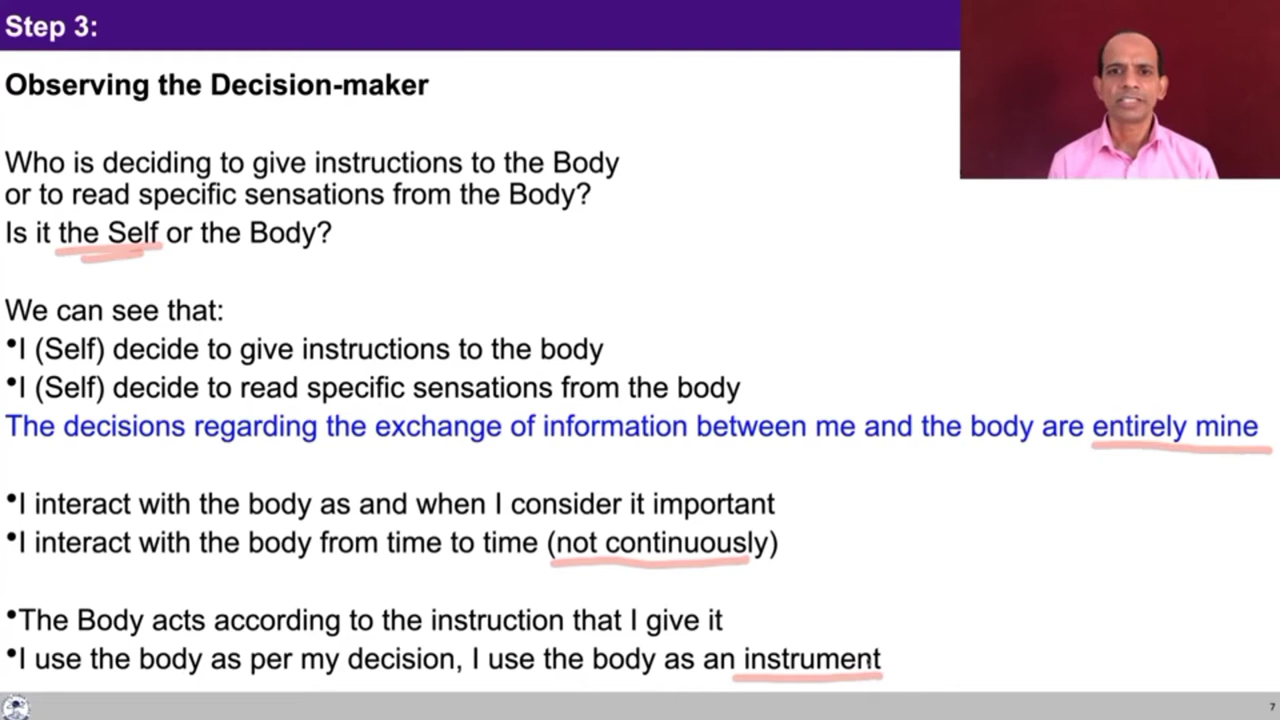 Step 3:
Observing the Decision-maker
Who is deciding to give instructions to the Body
or to read specific sensations from the Body?
Is it the Self or the Body?
We can see that:
•I (Self) decide to give instructions to the body
•I (Self) decide to read specific sensations from the body
The decisions regarding the exchange of information between me and the body are entirely mine
•I interact with the body as and when I consider it important
•I interact with the body from time to time (not continuously)
•The Body acts according to the instruction that I give it
•I use the body as per my decision, I use the body as an instrument
7